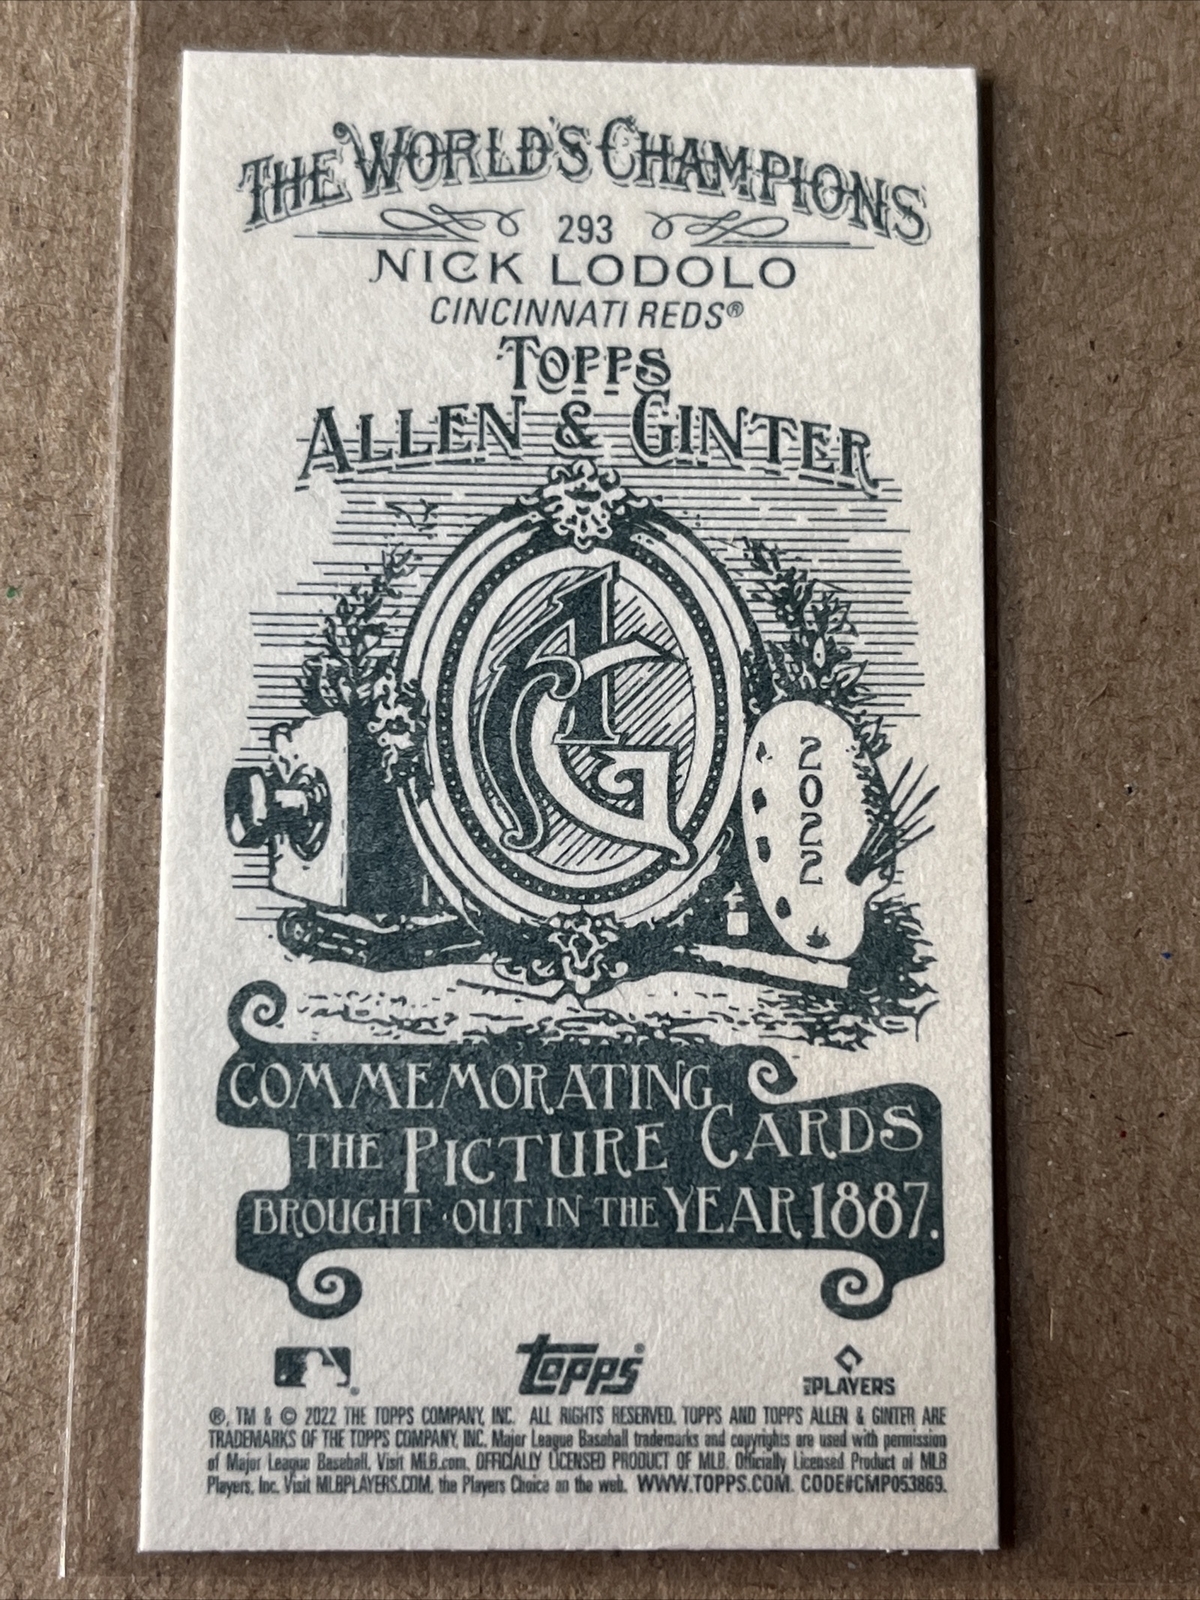 THE WORLD'S CHAMPIONS
293
NICK LODOLO
CINCINNATI REDS®
TOPPS
ALLEN & GINTER
AG
2022
COMMEMORATING
THE PICTURE CARDS
BROUGHT OUT IN THE YEAR 1887.
topps®
MLB PLAYERS
®, TM & © 2022 THE TOPPS COMPANY, INC. ALL RIGHTS RESERVED. TOPPS AND TOPPS ALLEN & GINTER ARE
TRADEMARKS OF THE TOPPS COMPANY, INC. Major League Baseball trademarks and copyrights are used with permission
of Major League Baseball. Visit MLB.com. OFFICIALLY LICENSED PRODUCT OF MLB. Officially Licensed Product of MLB
Players, Inc. Visit MLBPLAYERS.COM, the Players Choice on the web. WWW.TOPPS.COM. CODE#CMP053869.